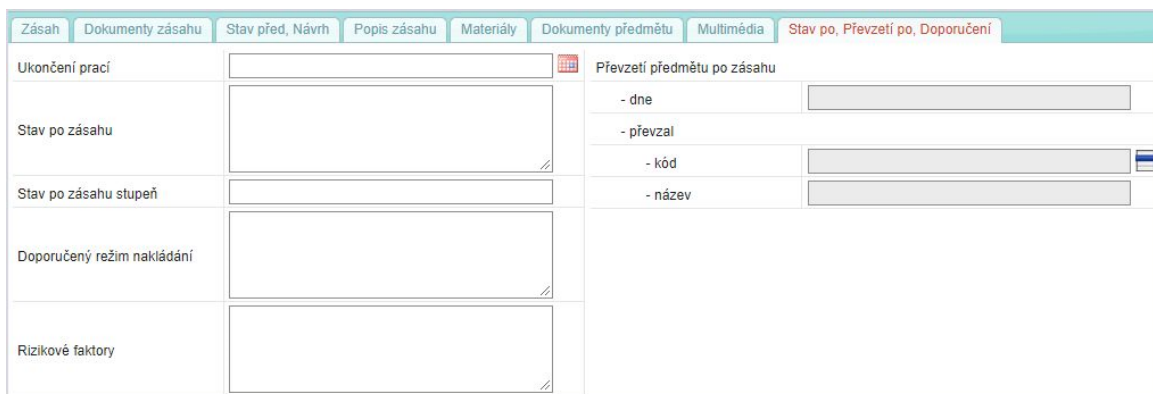 Zásah Dokumenty zásahu Stav před, Návrh Popis zásahu Materiály Dokumenty předmětu Multimédia Stav po, Převzetí po, Doporučení
Ukončení prací
Stav po zásahu
Stav po zásahu stupeň
Doporučený režim nakládání
Rizikové faktory
Převzetí předmětu po zásahu
- dne
- převzal
- kód
- název